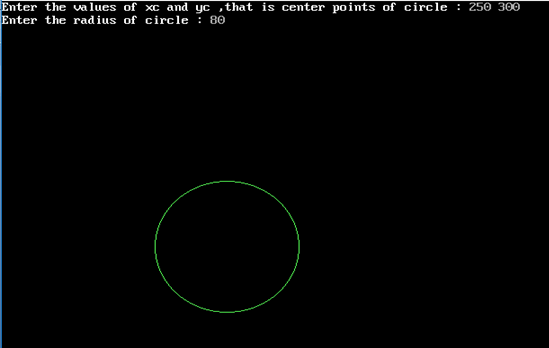 Enter the values of xc and yc ,that is center points of circle : 250 300
Enter the radius of circle : 80